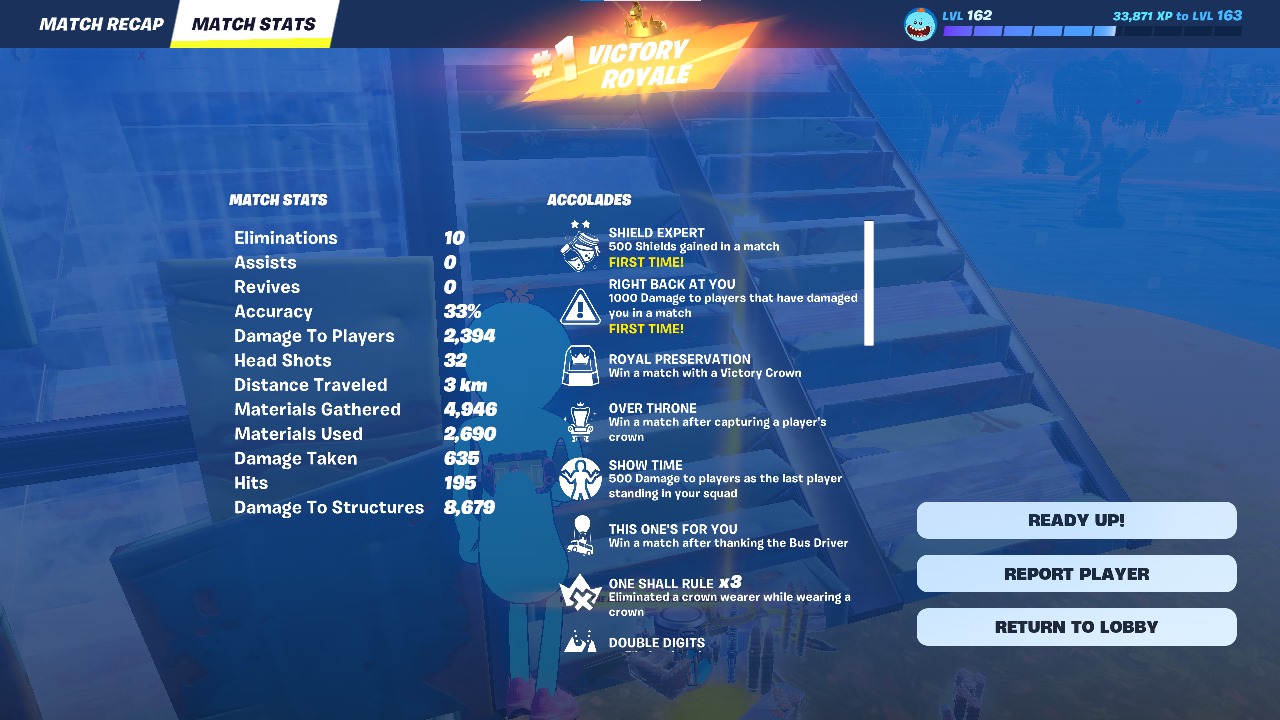 MATCH RECAP
MATCH STATS
#1 VICTORY
ROYALE
LVL 162
33,871 XP to LVL 163
MATCH STATS
Eliminations 10
Assists 0
Revives 0
Accuracy 33%
Damage To Players 2,394
Head Shots 32
Distance Traveled 3 km
Materials Gathered 4,946
Materials Used 2,690
Damage Taken 635
Hits 195
Damage To Structures 8,679
ACCOLADES
SHIELD EXPERT
500 Shields gained in a match
FIRST TIME!
RIGHT BACK AT YOU
1000 Damage to players that have damaged
you in a match
FIRST TIME!
ROYAL PRESERVATION
Win a match with a Victory Crown
OVER THRONE
Win a match after capturing a player's
crown
SHOW TIME
500 Damage to players as the last player
standing in your squad
THIS ONE'S FOR YOU
Win a match after thanking the Bus Driver
ONE SHALL RULE x3
Eliminated a crown wearer while wearing a
crown
DOUBLE DIGITS
READY UP!
REPORT PLAYER
RETURN TO LOBBY